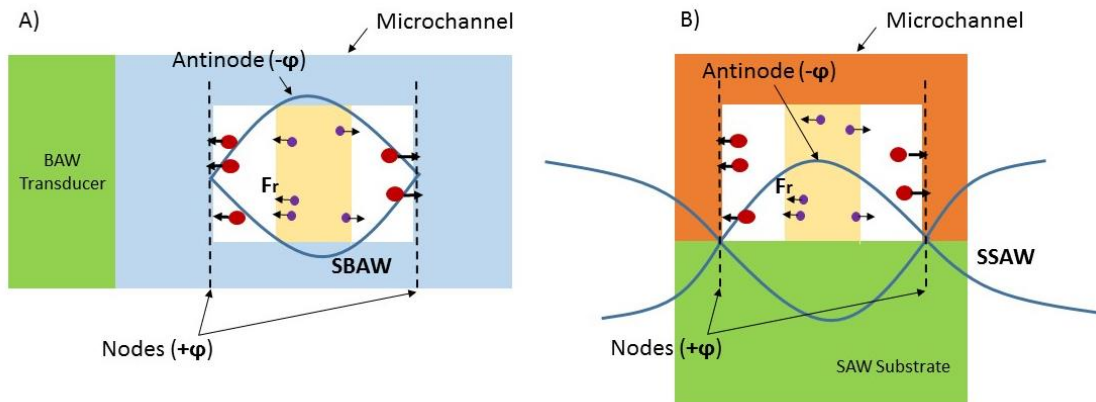 A)
Microchannel
Antinode (-φ)
BAW
Transducer
Fr
SBAW
Nodes (+φ)
B)
Microchannel
Antinode (-φ)
Fr
SSAW
Nodes (+φ)
SAW Substrate